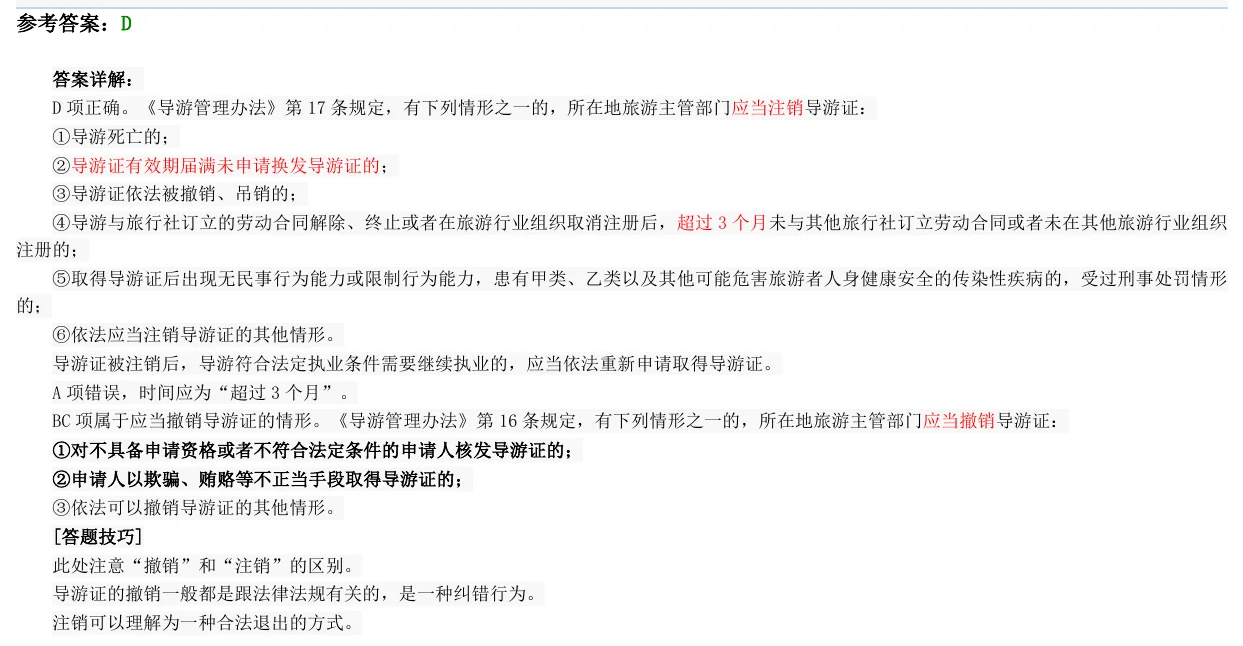 参考答案：D
答案详解：
D 项正确。《导游管理办法》第 17 条规定，有下列情形之一的，所在地旅游主管部门应当注销导游证：
①导游死亡的；
②导游证有效期届满未申请换发导游证的；
③导游证依法被撤销、吊销的；
④导游与旅行社订立的劳动合同解除、终止或者在旅游行业组织取消注册后，超过 3 个月未与其他旅行社订立劳动合同或者未在其他旅游行业组织
注册的；
⑤取得导游证后出现无民事行为能力或限制行为能力，患有甲类、乙类以及其他可能危害旅游者人身健康安全的传染性疾病的，受过刑事处罚情形
的；
⑥依法应当注销导游证的其他情形。
导游证被注销后，导游符合法定执业条件需要继续执业的，应当依法重新申请取得导游证。
A 项错误，时间应为“超过 3 个月”。
BC 项属于应当撤销导游证的情形。《导游管理办法》第 16 条规定，有下列情形之一的，所在地旅游主管部门应当撤销导游证：
①对不具备申请资格或者不符合法定条件的申请人核发导游证的；
②申请人以欺骗、贿赂等不正当手段取得导游证的；
③依法可以撤销导游证的其他情形。
[答题技巧]
此处注意“撤销”和“注销”的区别。
导游证的撤销一般都是跟法律法规有关的，是一种纠错行为。
注销可以理解为一种合法退出的方式。